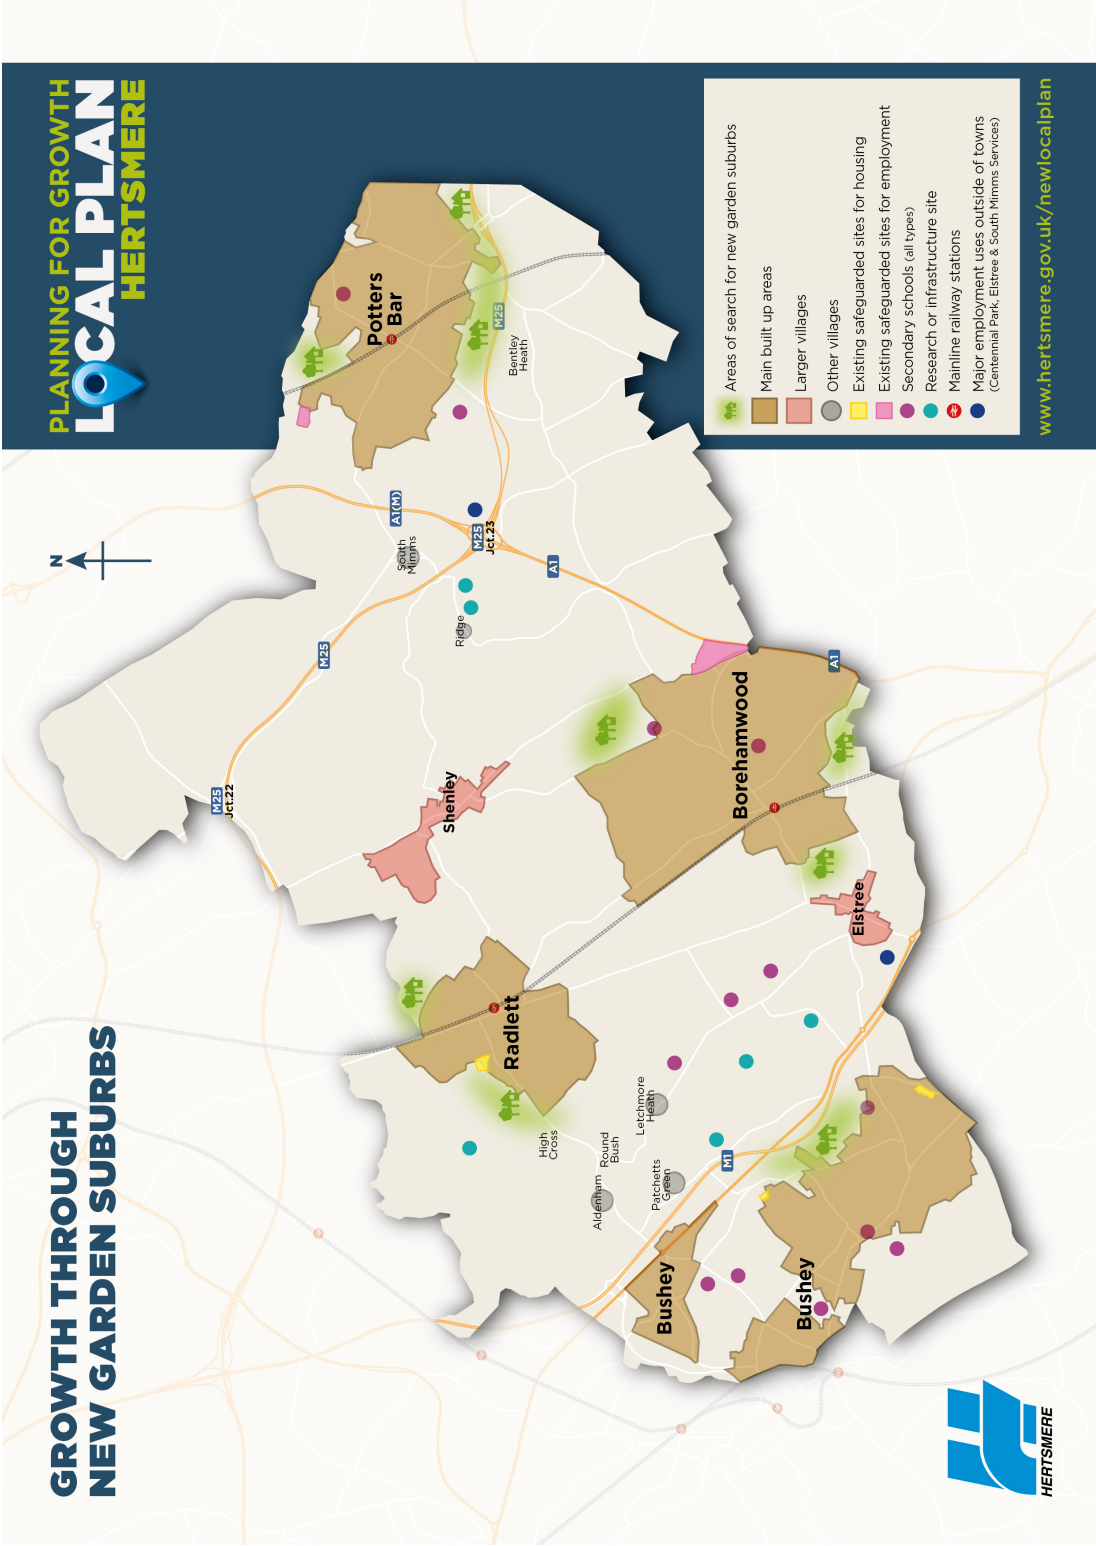 GROWTH THROUGH
NEW GARDEN SUBURBS
PLANNING FOR GROWTH
LOCAL PLAN
HERTSMERE
N
M25
Jct.22
M25
A1(M)
South
Mimms
M25
Jct.23
Ridge
A1
Potters
Bar
M25
Bentley
Heath
Shenley
Borehamwood
A1
Elstree
Radlett
High
Cross
Round
Bush
Letchmore
Heath
Aldenham
Patchetts
Green
M1
Bushey
Bushey
Areas of search for new garden suburbs
Main built up areas
Larger villages
Other villages
Existing safeguarded sites for housing
Existing safeguarded sites for employment
Secondary schools (all types)
Research or infrastructure site
Mainline railway stations
Major employment uses outside of towns
(Centennial Park, Elstree & South Mimms Services)
www.hertsmere.gov.uk/newlocalplan
HERTSMERE